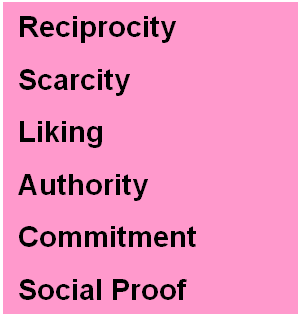 Reciprocity
Scarcity
Liking
Authority
Commitment
Social Proof